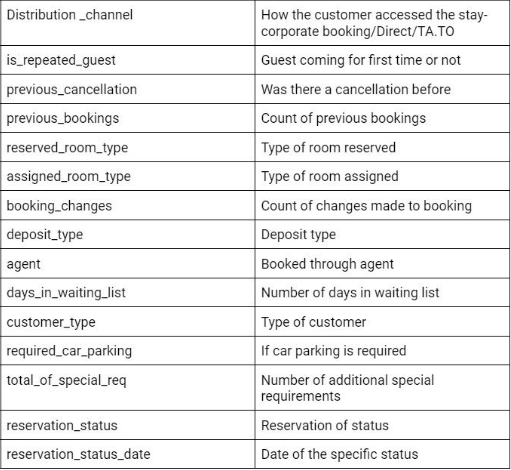 Distribution _channel
How the customer accessed the stay-
corporate booking/Direct/TA.TO
is_repeated_guest
Guest coming for first time or not
previous_cancellation
Was there a cancellation before
previous_bookings
Count of previous bookings
reserved_room_type
Type of room reserved
assigned_room_type
Type of room assigned
booking_changes
Count of changes made to booking
deposit_type
Deposit type
agent
Booked through agent
days_in_waiting_list
Number of days in waiting list
customer_type
Type of customer
required_car_parking
If car parking is required
total_of_special_req
Number of additional special
requirements
reservation_status
Reservation of status
reservation_status_date
Date of the specific status